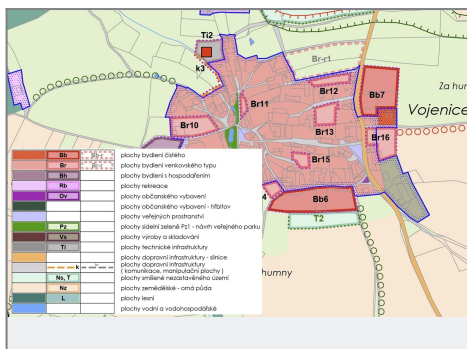 Ti2
k3
Br-r1
Br12
Bb7
Za hum
Vojenice
Br11
Br13
Br10
Br16
Br15
4
Bb6
T2
humny
Bb plochy bydlení čistého
Br plochy bydlení venkovského typu
Bh plochy bydlení s hospodařením
Rb plochy rekreace
Ov plochy občanského vybavení
plochy občanského vybavení - hřbitov
plochy veřejných prostranství
Pz plochy sídelní zeleně Pz1 - návrh veřejného parku
Vs plochy výroby a skladování
Ti plochy technické infrastruktury
plochy dopravní infrastruktury - silnice
k plochy dopravní infrastruktury
( komunikace, manipulační plochy )
Ns, T plochy smíšené nezastavěného území
Nz plochy zemědělské - orná půda
L plochy lesní
plochy vodní a vodohospodářské